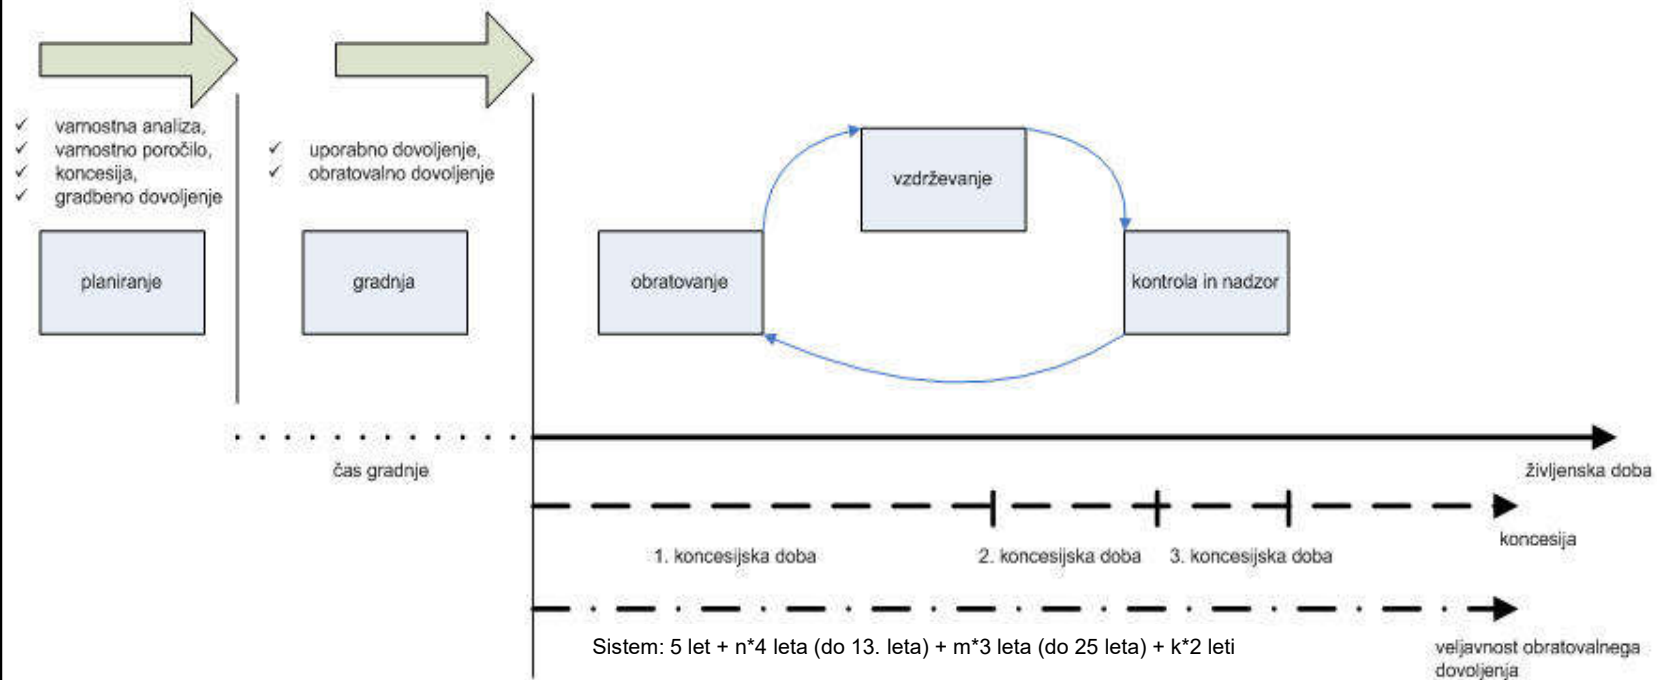 varnostna analiza,
varnostno poročilo,
koncesija,
gradbeno dovoljenje
uporabno dovoljenje,
obratovalno dovoljenje
vzdrževanje
planiranje
gradnja
obratovanje
kontrola in nadzor
čas gradnje
življenska doba
koncesija
1. koncesijska doba
2. koncesijska doba
3. koncesijska doba
Sistem: 5 let + n*4 leta (do 13. leta) + m*3 leta (do 25 leta) + k*2 leti
veljavnost obratovalnega
dovoljenja